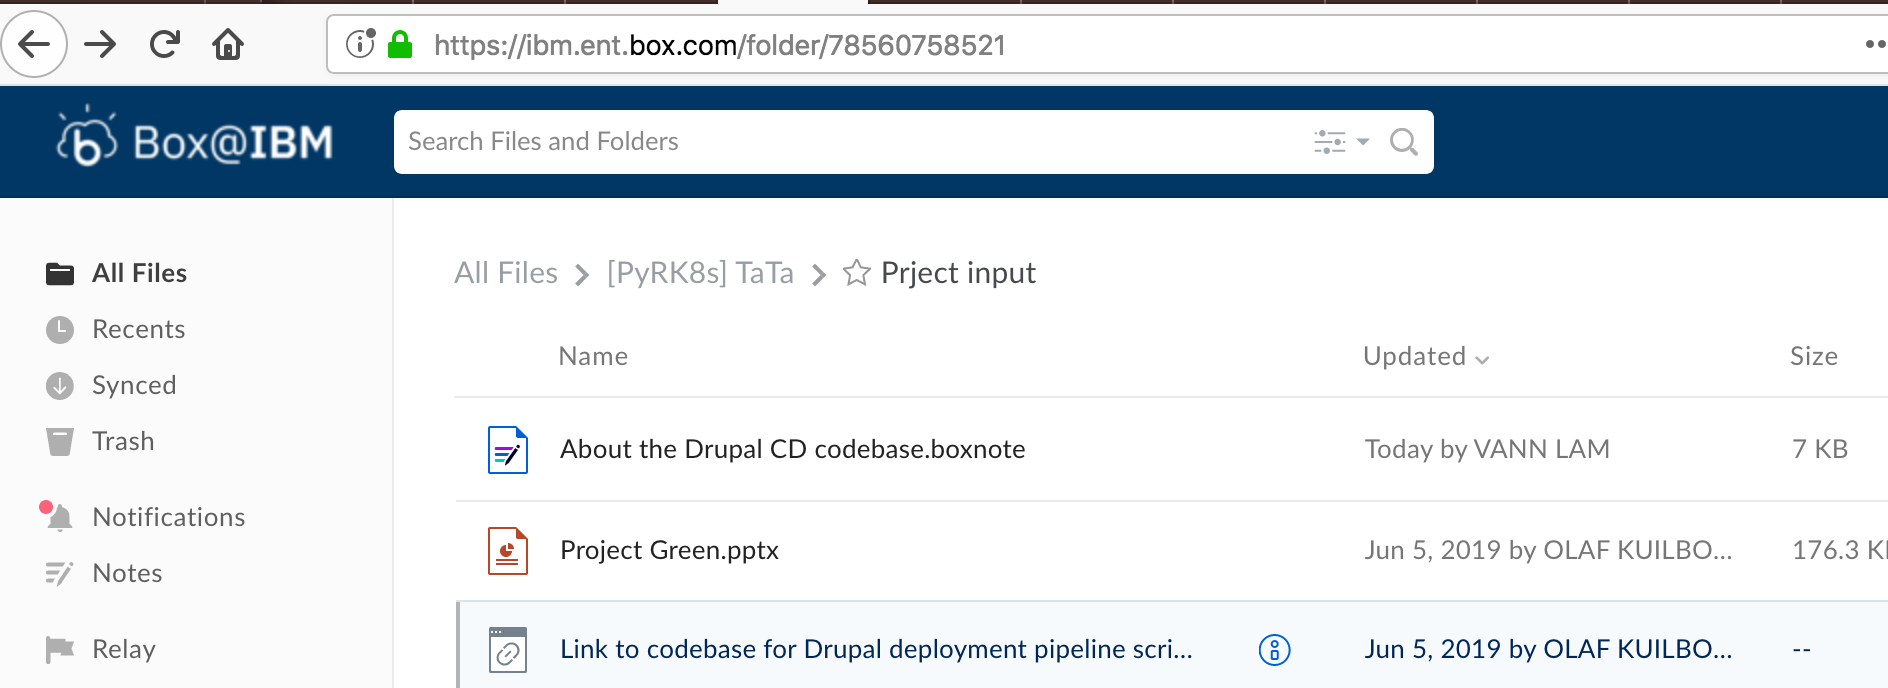 https://ibm.ent.box.com/folder/78560758521
Box@IBM
Search Files and Folders
All Files
Recents
Synced
Trash
Notifications
Notes
Relay
All Files > [PyRK8s] TaTa > Prject input
Name Updated Size
About the Drupal CD codebase.boxnote Today by VANN LAM 7 KB
Project Green.pptx Jun 5, 2019 by OLAF KUILBO... 176.3 K
Link to codebase for Drupal deployment pipeline scri... Jun 5, 2019 by OLAF KUILBO... --